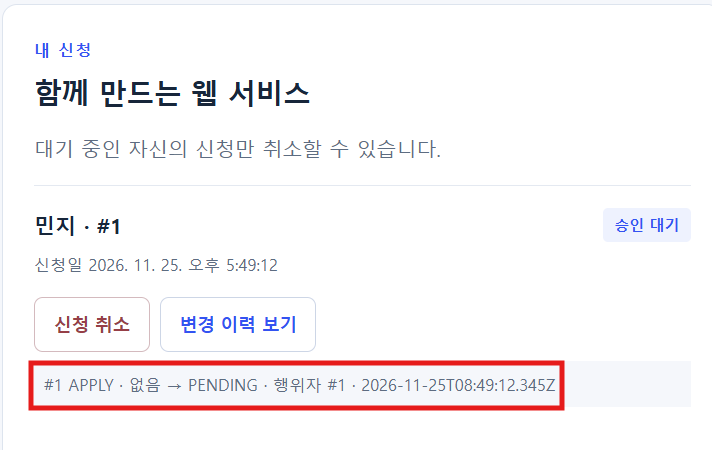 내 신청
함께 만드는 웹 서비스
대기 중인 자신의 신청만 취소할 수 있습니다.
민지 · #1
승인 대기
신청일 2026. 11. 25. 오후 5:49:12
신청 취소
변경 이력 보기
#1 APPLY · 없음 → PENDING · 행위자 #1 · 2026-11-25T08:49:12.345Z